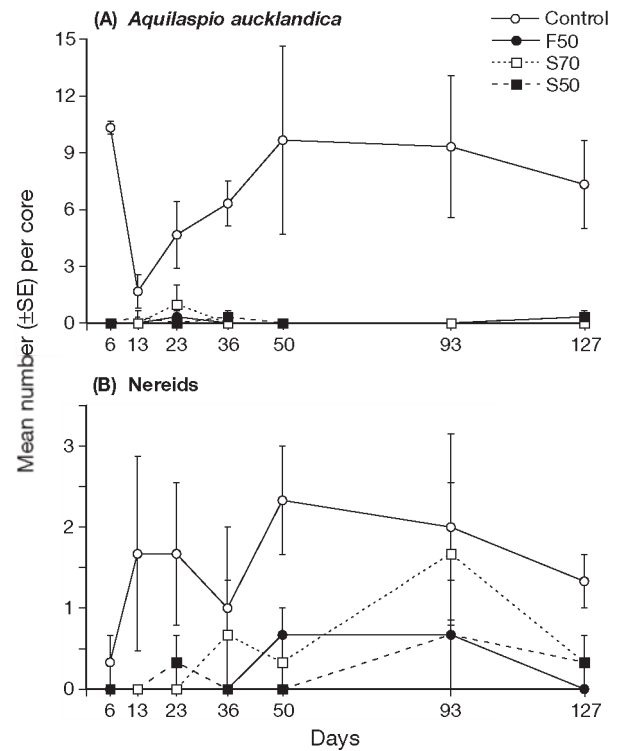 (A) Aquilaspio aucklandica
Control
F50
S70
S50
15
12
9
6
3
0
6 13 23 36 50 93 127
Mean number (±SE) per core
(B) Nereids
3
2
1
0
6 13 23 36 50 93 127
Days